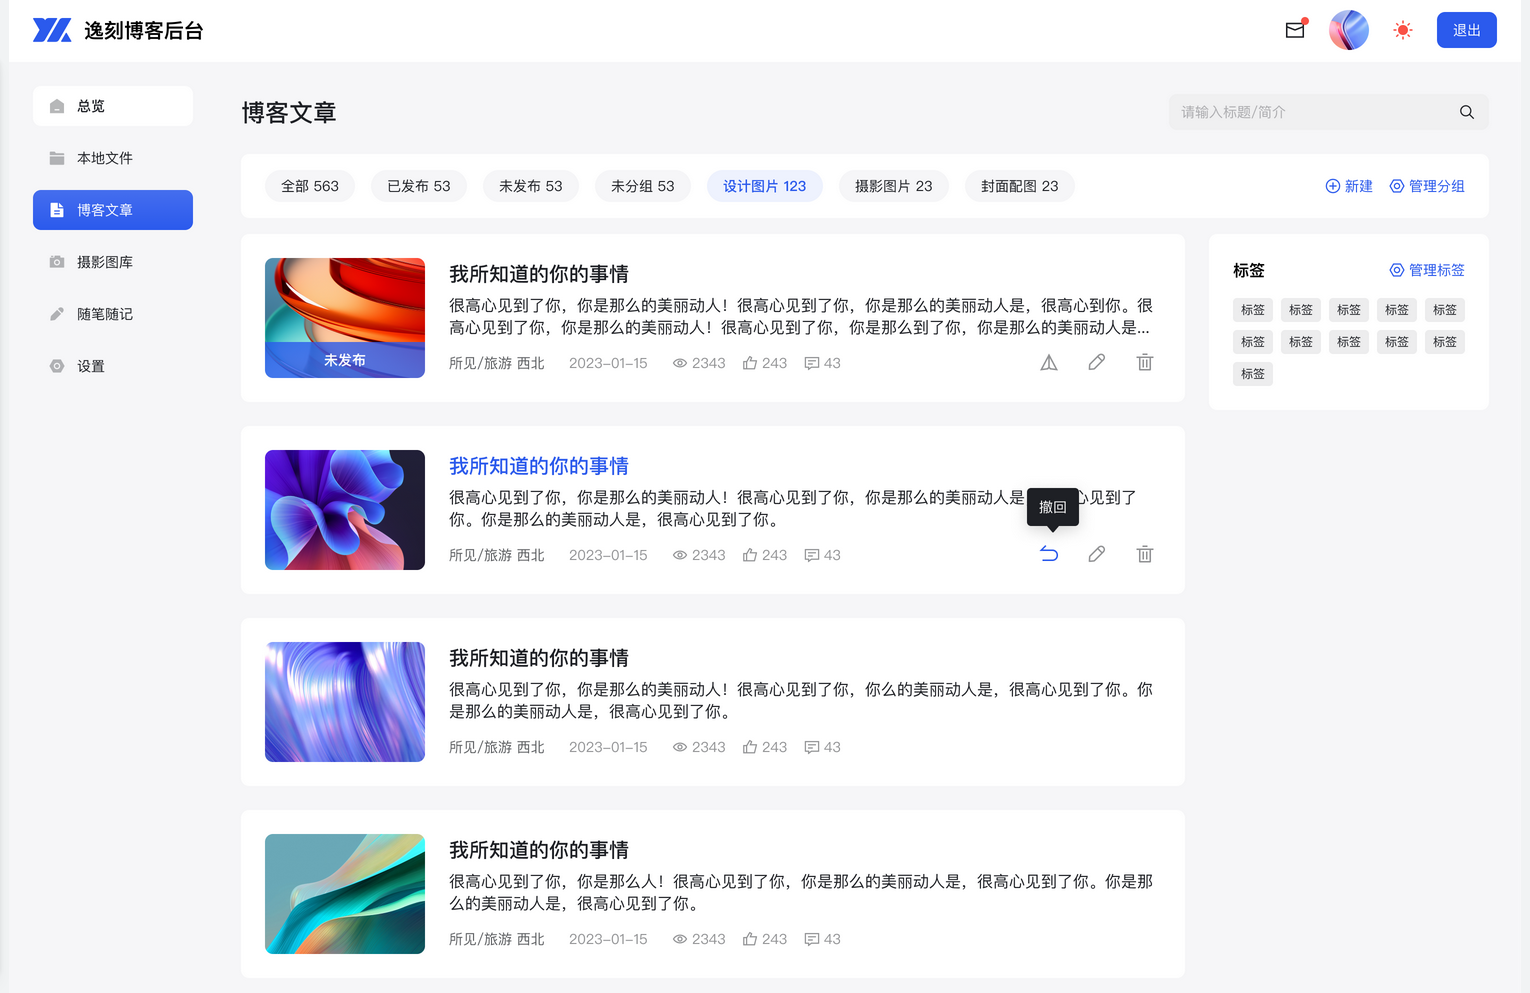 逸刻博客后台
退出
总览
本地文件
博客文章
摄影图库
随笔随记
设置
博客文章
请输入标题/简介
全部 563
已发布 53
未发布 53
未分组 53
设计图片 123
摄影图片 23
封面配图 23
新建
管理分组
我所知道的你的事情
很高心见到了你，你是那么的美丽动人！很高心见到了你，你是那么的美丽动人是，很高心到你。很
高心见到了你，你是那么的美丽动人！很高心见到了你，你是那么到了你，你是那么的美丽动人是...
未发布
所见/旅游 西北 2023-01-15 2343 243 43
标签
管理标签
标签 标签 标签 标签 标签
标签 标签 标签 标签 标签
标签
我所知道的你的事情
很高心见到了你，你是那么的美丽动人！很高心见到了你，你是那么的美丽动人是 心见到了
你。你是那么的美丽动人是，很高心见到了你。
撤回
所见/旅游 西北 2023-01-15 2343 243 43
我所知道的你的事情
很高心见到了你，你是那么的美丽动人！很高心见到了你，你么的美丽动人是，很高心见到了你。你
是那么的美丽动人是，很高心见到了你。
所见/旅游 西北 2023-01-15 2343 243 43
我所知道的你的事情
很高心见到了你，你是那么人！很高心见到了你，你是那么的美丽动人是，很高心见到了你。你是那
么的美丽动人是，很高心见到了你。
所见/旅游 西北 2023-01-15 2343 243 43